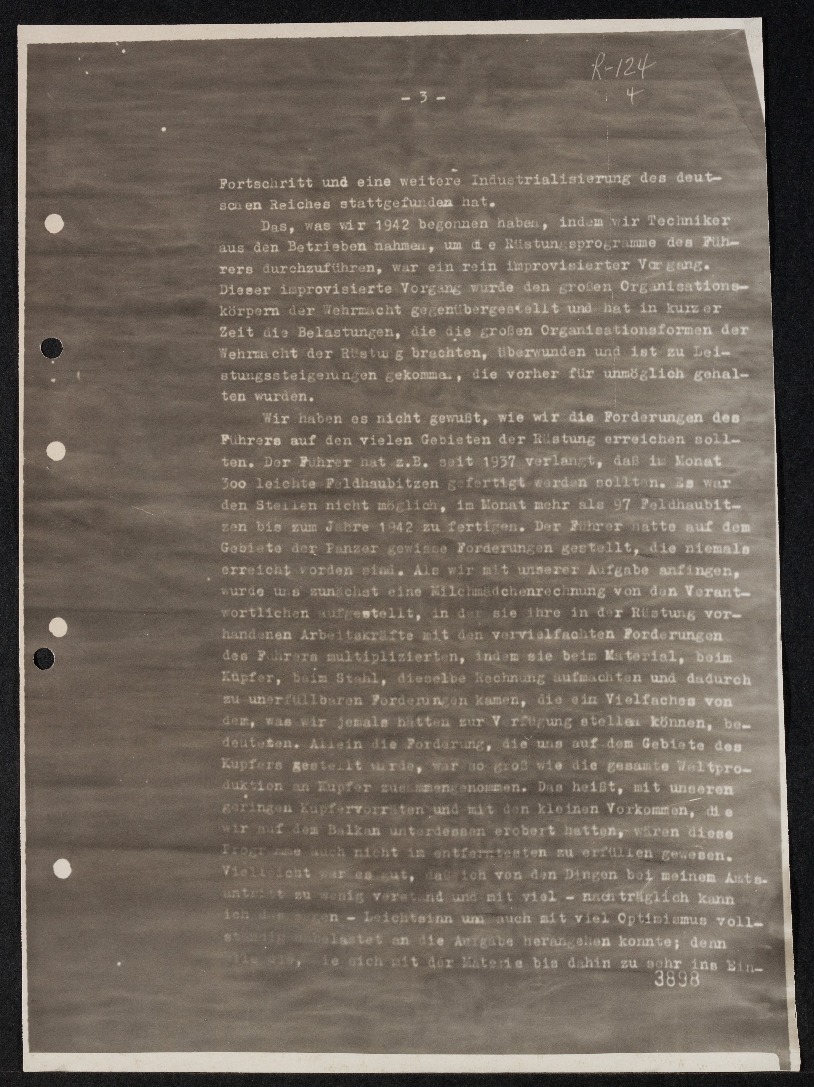 R-124
4
- 3 -
Fortschritt und eine weitere Industrialisierung des deut-
schen Reiches stattgefunden hat.
Das, was wir 1942 begonnen haben, indem wir Techniker
aus den Betrieben nahmen, um die Rüstungsprogramme des Füh-
rers durchzuführen, war ein rein improvisierter Vorgang.
Dieser improvisierte Vorgang wurde den großen Organisations-
körpern der Wehrmacht gegenübergestellt und hat in kurzer
Zeit die Belastungen, die die großen Organisationsformen der
Wehrmacht der Rüstung brachten, überwunden und ist zu Lei-
stungssteigerungen gekommen, die vorher für unmöglich gehal-
ten wurden.
Wir haben es nicht gewußt, wie wir die Forderungen des
Führers auf den vielen Gebieten der Rüstung erreichen soll-
ten. Der Führer hat z.B. seit 1937 verlangt, daß im Monat
300 leichte Feldhaubitzen gefertigt werden sollten. Es war
den Stellen nicht möglich, im Monat mehr als 97 Feldhaubit-
zen bis zum Jahre 1942 zu fertigen. Der Führer hatte auf dem
Gebiete der Panzer gewisse Forderungen gestellt, die niemals
erreicht worden sind. Als wir mit unserer Aufgabe anfingen,
wurde uns zunächst eine Milchmädchenrechnung von den Verant-
wortlichen aufgestellt, in der sie ihre in der Rüstung vor-
handenen Arbeitskräfte mit den vervielfachten Forderungen
des Führers multiplizierten, indem sie beim Material, beim
Kupfer, beim Stahl, dieselbe Rechnung aufmachten und dadurch
zu unerfüllbaren Forderungen kamen, die ein Vielfaches von
dem, was wir jemals hätten zur Verfügung stellen können, be-
deuteten. Allein die Forderung, die uns auf dem Gebiete des
Kupfers gestellt wurde, war so groß wie die gesamte Weltpro-
duktion an Kupfer zusammengenommen. Das heißt, mit unseren
geringen Kupfervorräten und mit den kleinen Vorkommen, die
wir auf dem Balkan unterdessen erobert hatten, wären diese
Programme auch nicht im entferntesten zu erfüllen gewesen.
Vielleicht war es gut, daß ich von den Dingen bei meinem Amts-
antritt zu wenig verstand und mit viel - nachträglich kann
ich das sagen - Leichtsinn und auch mit viel Optimismus voll-
ständig unbelastet an die Aufgabe herangehen konnte; denn
alle die, die sich mit der Materie bis dahin zu sehr ins Ein-
3898